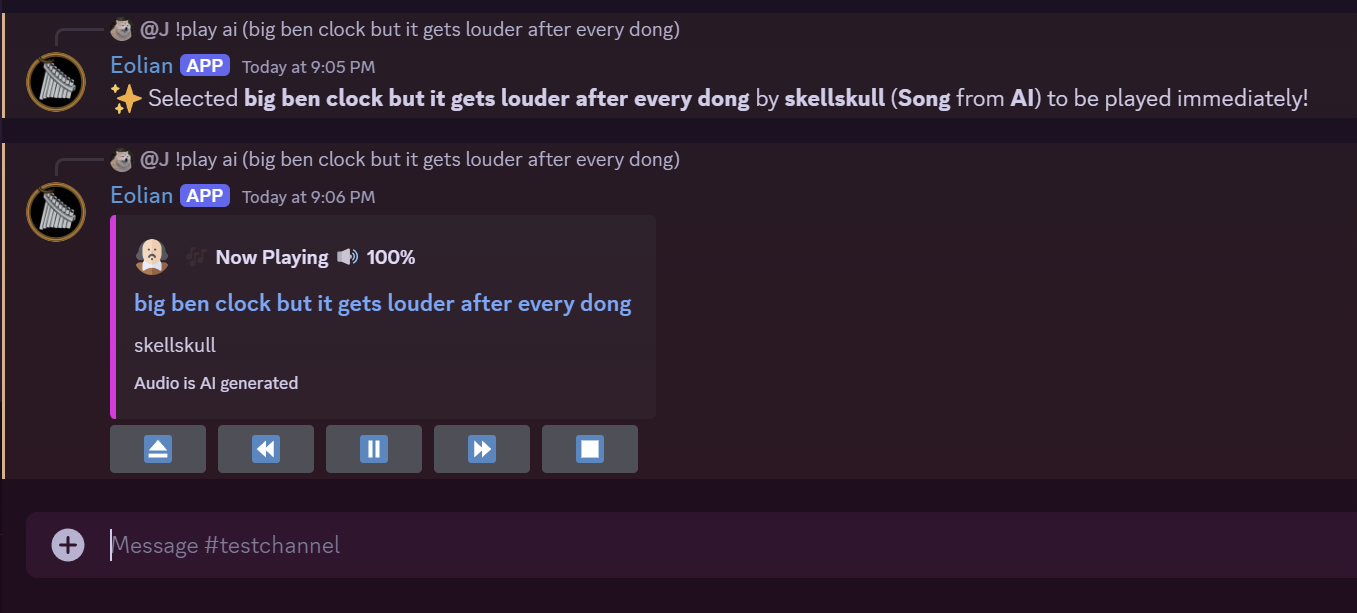 @J !play ai (big ben clock but it gets louder after every dong)
Eolian APP Today at 9:05 PM
Selected big ben clock but it gets louder after every dong by skellskull (Song from AI) to be played immediately!
@J !play ai (big ben clock but it gets louder after every dong)
Eolian APP Today at 9:06 PM
Now Playing 100%
big ben clock but it gets louder after every dong
skellskull
Audio is AI generated
Message #testchannel